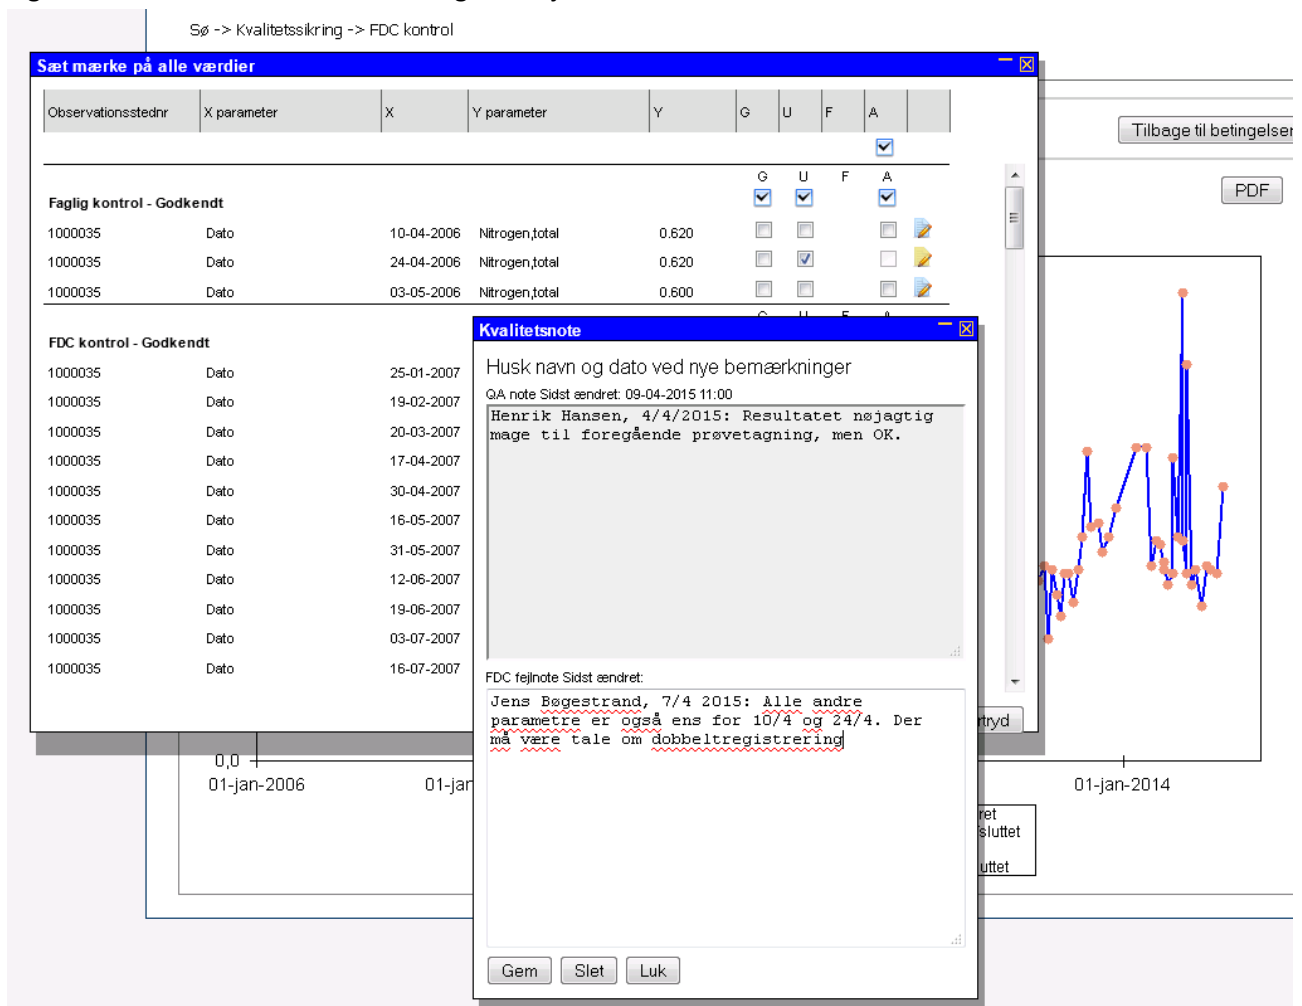 Sø -> Kvalitetssikring -> FDC kontrol
Sæt mærke på alle værdier
Observationsstednr X parameter X Y parameter Y G U F A
Tilbage til betingelser
G U F A
PDF
Faglig kontrol - Godkendt
1000035 Dato 10-04-2006 Nitrogen,total 0.620
1000035 Dato 24-04-2006 Nitrogen,total 0.620
1000035 Dato 03-05-2006 Nitrogen,total 0.600
FDC kontrol - Godkendt
1000035 Dato 25-01-2007
1000035 Dato 19-02-2007
1000035 Dato 20-03-2007
1000035 Dato 17-04-2007
1000035 Dato 30-04-2007
1000035 Dato 16-05-2007
1000035 Dato 31-05-2007
1000035 Dato 12-06-2007
1000035 Dato 19-06-2007
1000035 Dato 03-07-2007
1000035 Dato 16-07-2007
Kvalitetsnote
Husk navn og dato ved nye bemærkninger
QA note Sidst ændret: 09-04-2015 11:00
Henrik Hansen, 4/4/2015: Resultatet nøjagtig
mage til foregående prøvetagning, men OK.
FDC fejlnote Sidst ændret:
Jens Bøgestrand, 7/4 2015: Alle andre
parametre er også ens for 10/4 og 24/4. Der
må være tale om dobbeltregistrering
Gem Slet Luk
tryd
0,0
01-jan-2006 01-jan 01-jan-2014
ret
sluttet
uttet